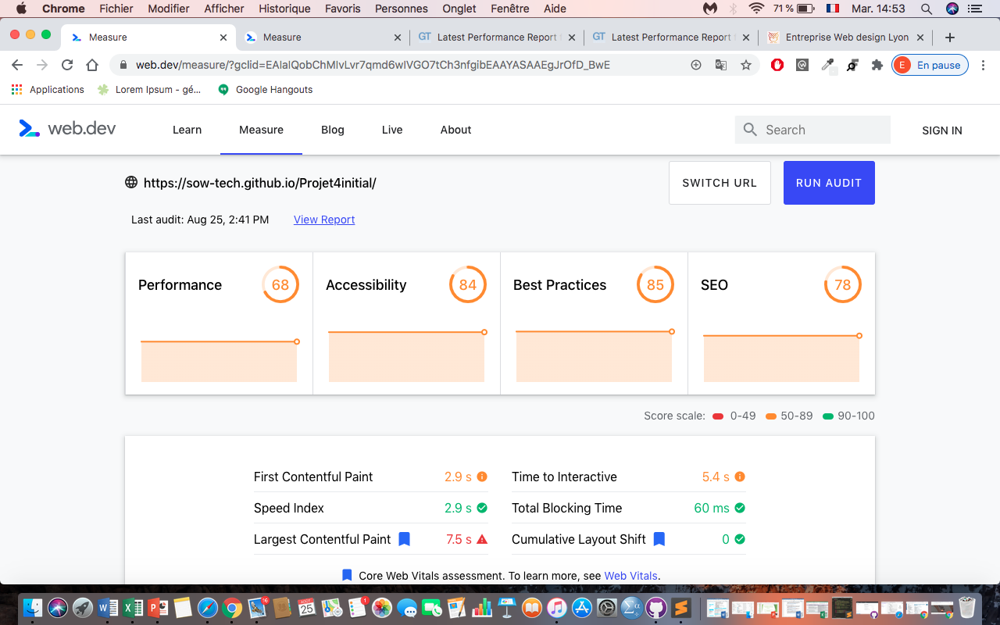 Chrome Fichier Modifier Afficher Historique Favoris Personnes Onglet Fenêtre Aide 71 % Mar. 14:53
Measure Measure GT Latest Performance Report GT Latest Performance Report Entreprise Web design Lyon
web.dev/measure/?gclid=EAIaIQobChMIvLvr7qmd6wIVGO7tCh3nfgibEAAYASAAEgJrOfD_BwE E En pause
Applications Lorem Ipsum - gé... Google Hangouts
web.dev Learn Measure Blog Live About Search SIGN IN
https://sow-tech.github.io/Projet4initial/ SWITCH URL RUN AUDIT
Last audit: Aug 25, 2:41 PM View Report
Performance 68 Accessibility 84 Best Practices 85 SEO 78
Score scale: 0-49 50-89 90-100
First Contentful Paint 2.9 s Time to Interactive 5.4 s
Speed Index 2.9 s Total Blocking Time 60 ms
Largest Contentful Paint 7.5 s Cumulative Layout Shift 0
Core Web Vitals assessment. To learn more, see Web Vitals.
AOÛT
25